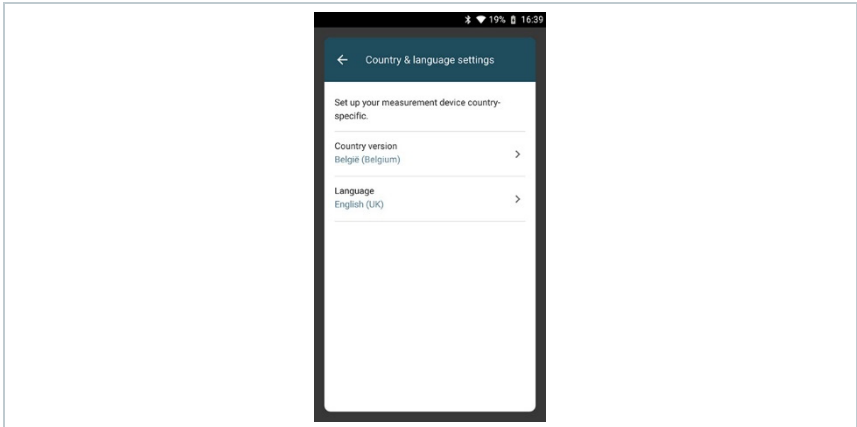 19% 16:39
Country & language settings
Set up your measurement device country-
specific.
Country version
België (Belgium)
Language
English (UK)